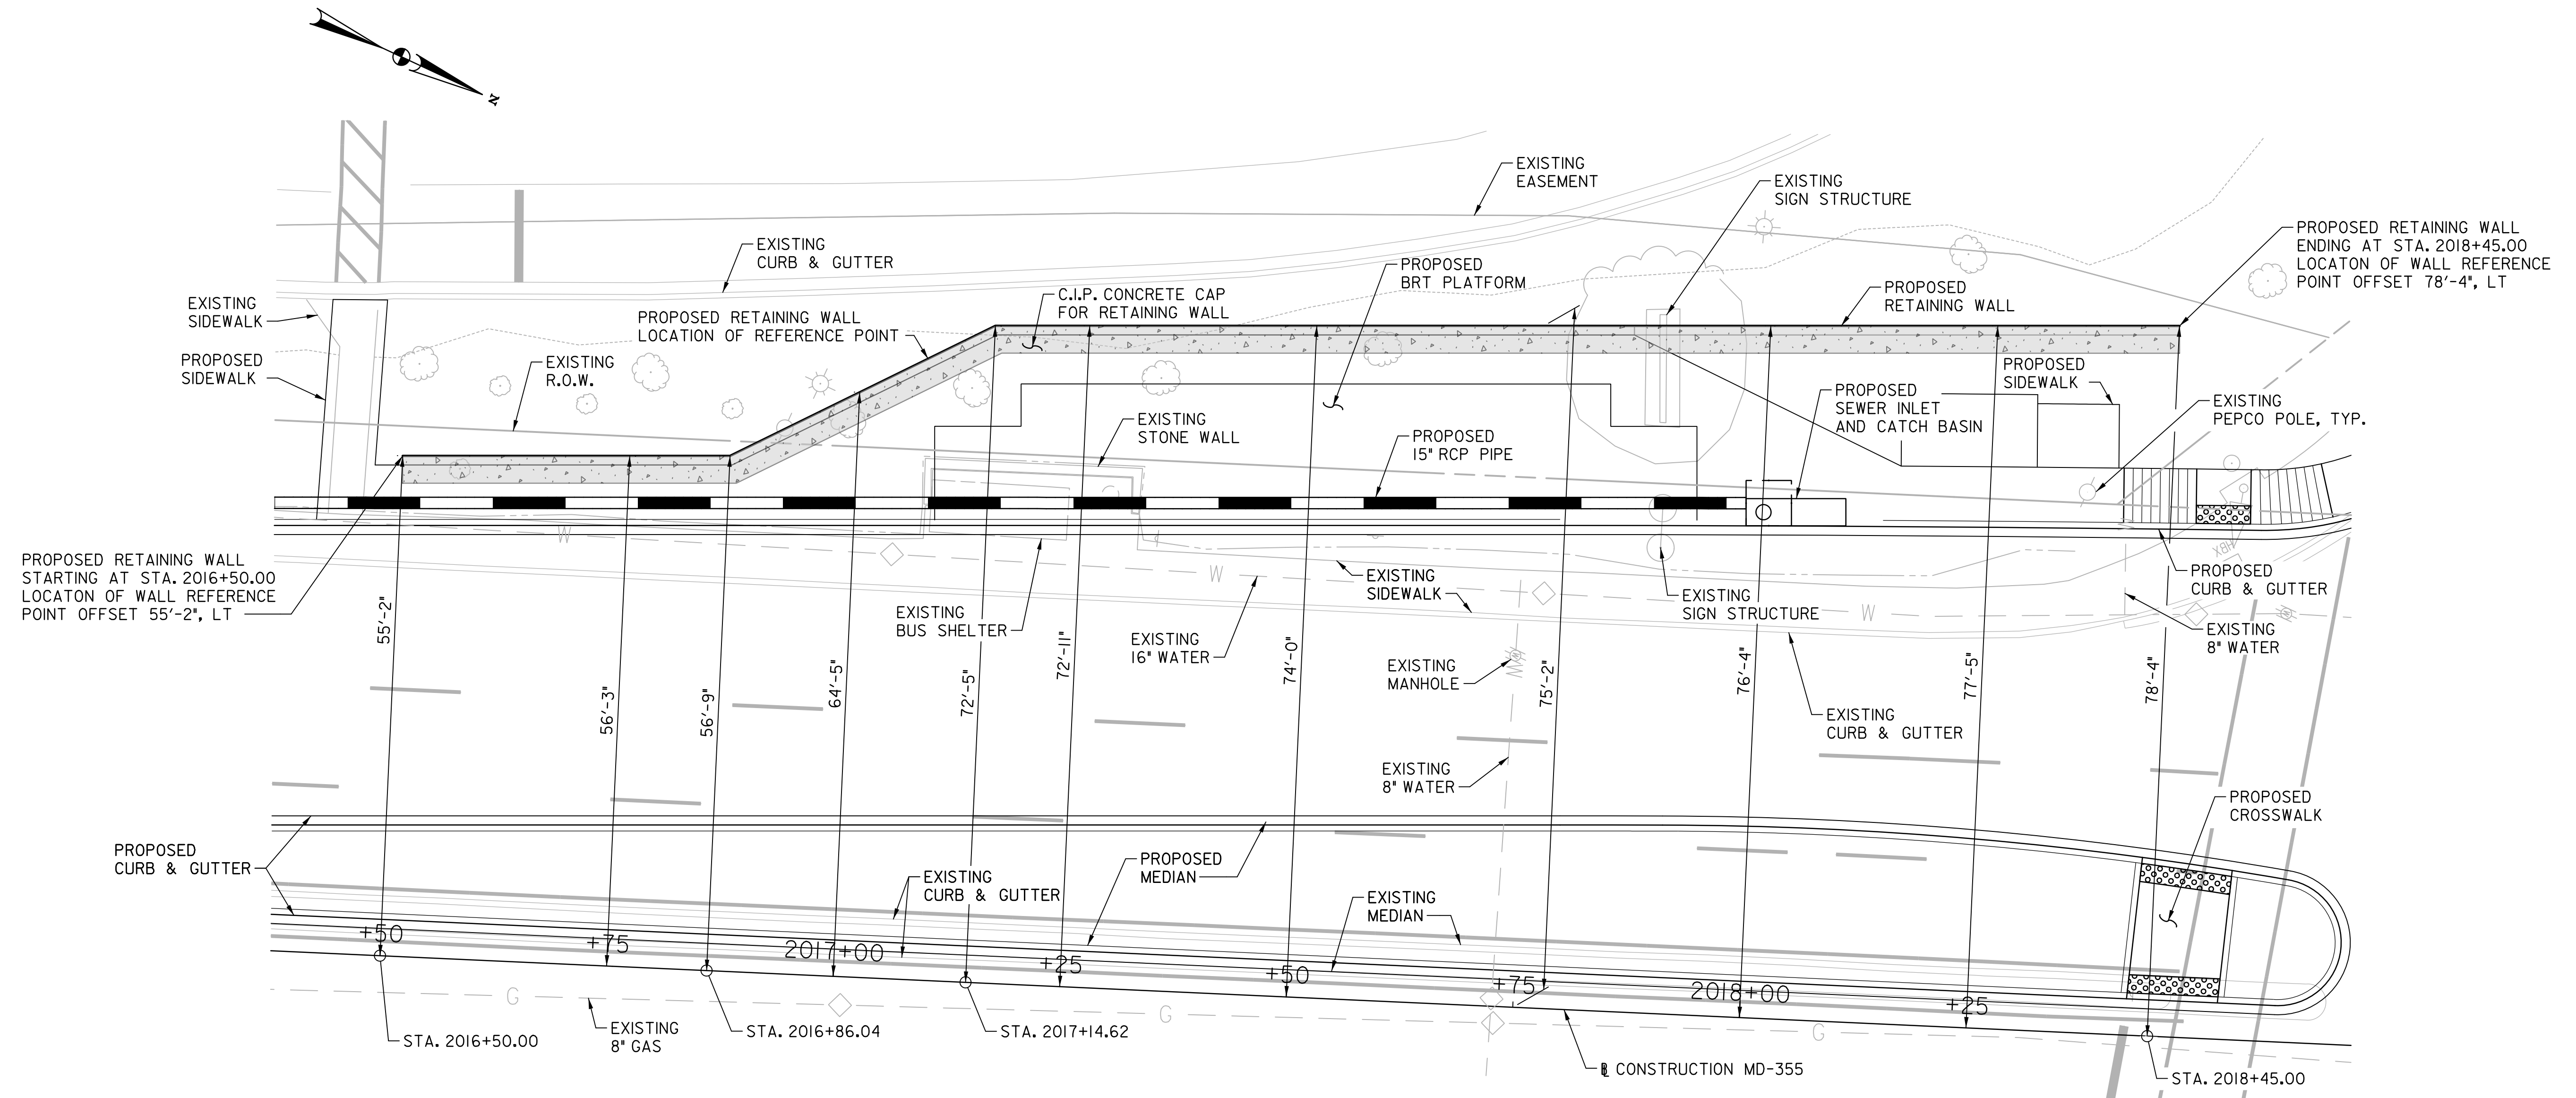 N
EXISTING
EASEMENT
EXISTING
SIGN STRUCTURE
PROPOSED RETAINING WALL
ENDING AT STA. 2018+45.00
LOCATON OF WALL REFERENCE
POINT OFFSET 78'-4", LT
EXISTING
CURB & GUTTER
PROPOSED
BRT PLATFORM
C.I.P. CONCRETE CAP
FOR RETAINING WALL
PROPOSED
RETAINING WALL
EXISTING
SIDEWALK
PROPOSED RETAINING WALL
LOCATION OF REFERENCE POINT
PROPOSED
SIDEWALK
EXISTING
R.O.W.
PROPOSED
SIDEWALK
PROPOSED
SEWER INLET
AND CATCH BASIN
EXISTING
PEPCO POLE, TYP.
EXISTING
STONE WALL
PROPOSED
15" RCP PIPE
W
W
W
HBX
PROPOSED RETAINING WALL
STARTING AT STA. 2016+50.00
LOCATON OF WALL REFERENCE
POINT OFFSET 55'-2", LT
EXISTING
SIDEWALK
PROPOSED
CURB & GUTTER
EXISTING
BUS SHELTER
EXISTING
SIGN STRUCTURE
EXISTING
16" WATER
EXISTING
8" WATER
EXISTING
MANHOLE
55'-2"
56'-3"
56'-9"
64'-5"
72'-5"
72'-11"
74'-0"
75'-2"
76'-4"
77'-5"
78'-4"
EXISTING
CURB & GUTTER
EXISTING
8" WATER
PROPOSED
CROSSWALK
PROPOSED
CURB & GUTTER
PROPOSED
MEDIAN
EXISTING
CURB & GUTTER
EXISTING
MEDIAN
+50
+75
2017+00
+25
+50
+75
2018+00
+25
G
G
G
STA. 2016+50.00
EXISTING
8" GAS
STA. 2016+86.04
STA. 2017+14.62
BL CONSTRUCTION MD-355
STA. 2018+45.00